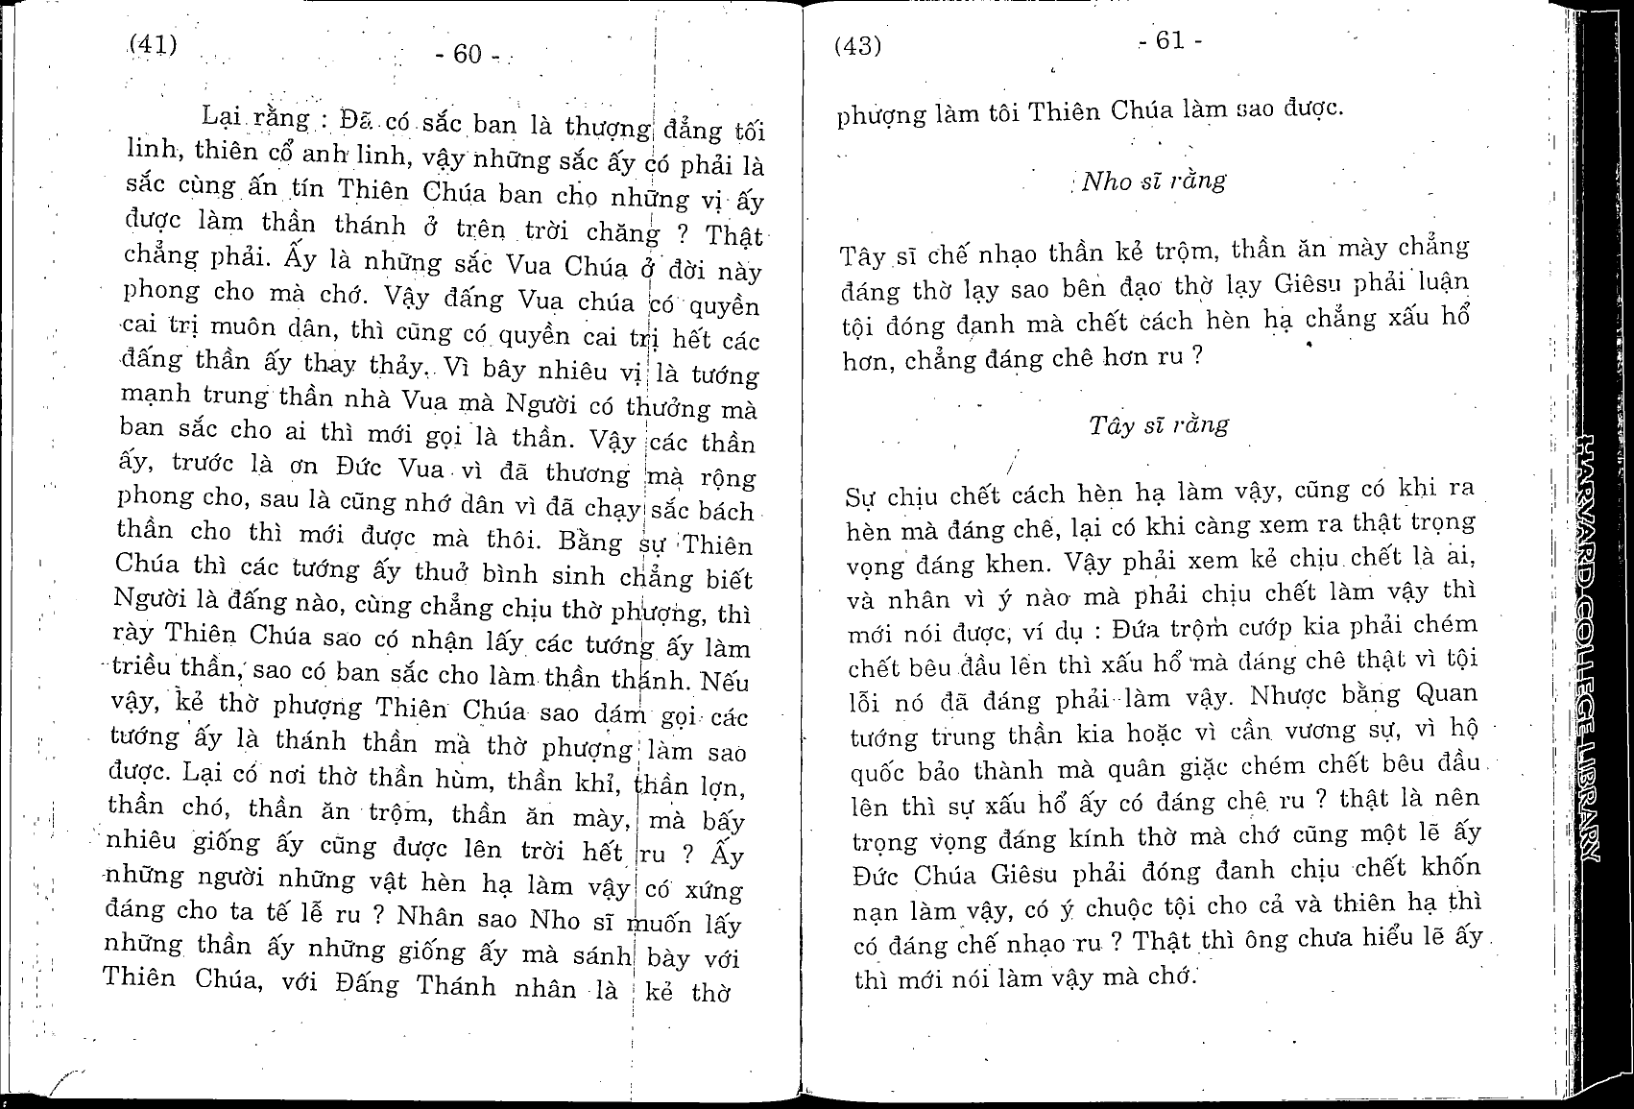 (41)
- 60 -
Lại rằng : Đã có sắc ban là thượng đẳng tối
linh, thiên cổ anh linh, vậy những sắc ấy có phải là
sắc cùng ấn tín Thiên Chúa ban cho những vị ấy
được làm thần thánh ở trên trời chăng ? Thật
chẳng phải. Ấy là những sắc Vua Chúa ở đời này
phong cho mà chớ. Vậy đấng Vua chúa có quyền
cai trị muôn dân, thì cũng có quyền cai trị hết các
đấng thần ấy thay thảy. Vì bây nhiêu vị là tướng
mạnh trung thần nhà Vua mà Người có thưởng mà
ban sắc cho ai thì mới gọi là thần. Vậy các thần
ấy, trước là ơn Đức Vua vì đã thương mà rộng
phong cho, sau là cũng nhớ dân vì đã chạy sắc bách
thần cho thì mới được mà thôi. Bằng sự Thiên
Chúa thì các tướng ấy thuở bình sinh chẳng biết
Người là đấng nào, cùng chẳng chịu thờ phượng, thì
rày Thiên Chúa sao có nhận lấy các tướng ấy làm
triều thần, sao có ban sắc cho làm thần thánh. Nếu
vậy, kẻ thờ phượng Thiên Chúa sao dám gọi các
tướng ấy là thánh thần mà thờ phượng làm sao
được. Lại có nơi thờ thần hùm, thần khỉ, thần lợn,
thần chó, thần ăn trộm, thần ăn mày, mà bấy
nhiêu giống ấy cũng được lên trời hết ru ? Ấy
những người những vật hèn hạ làm vậy có xứng
đáng cho ta tế lễ ru ? Nhân sao Nho sĩ muốn lấy
những thần ấy những giống ấy mà sánh bày với
Thiên Chúa, với Đấng Thánh nhân là kẻ thờ
(43)
- 61 -
phượng làm tôi Thiên Chúa làm sao được.
Nho sĩ rằng
Tây sĩ chế nhạo thần kẻ trộm, thần ăn mày chẳng
đáng thờ lạy sao bên đạo thờ lạy Giêsu phải luận
tội đóng đanh mà chết cách hèn hạ chẳng xấu hổ
hơn, chẳng đáng chê hơn ru ?
Tây sĩ rằng
Sự chịu chết cách hèn hạ làm vậy, cũng có khi ra
hèn mà đáng chê, lại có khi càng xem ra thật trọng
vọng đáng khen. Vậy phải xem kẻ chịu chết là ai,
và nhân vì ý nào mà phải chịu chết làm vậy thì
mới nói được, ví dụ : Đứa trộm cướp kia phải chém
chết bêu đầu lên thì xấu hổ mà đáng chê thật vì tội
lỗi nó đã đáng phải làm vậy. Nhược bằng Quan
tướng trung thần kia hoặc vì cần vương sự, vì hộ
quốc bảo thành mà quân giặc chém chết bêu đầu
lên thì sự xấu hổ ấy có đáng chê ru ? thật là nên
trọng vọng đáng kính thờ mà chớ cũng một lẽ ấy
Đức Chúa Giêsu phải đóng đanh chịu chết khốn
nạn làm vậy, có ý chuộc tội cho cả và thiên hạ thì
có đáng chế nhạo ru ? Thật thì ông chưa hiểu lẽ ấy
thì mới nói làm vậy mà chớ.
HARVARD COLLEGE LIBRARY